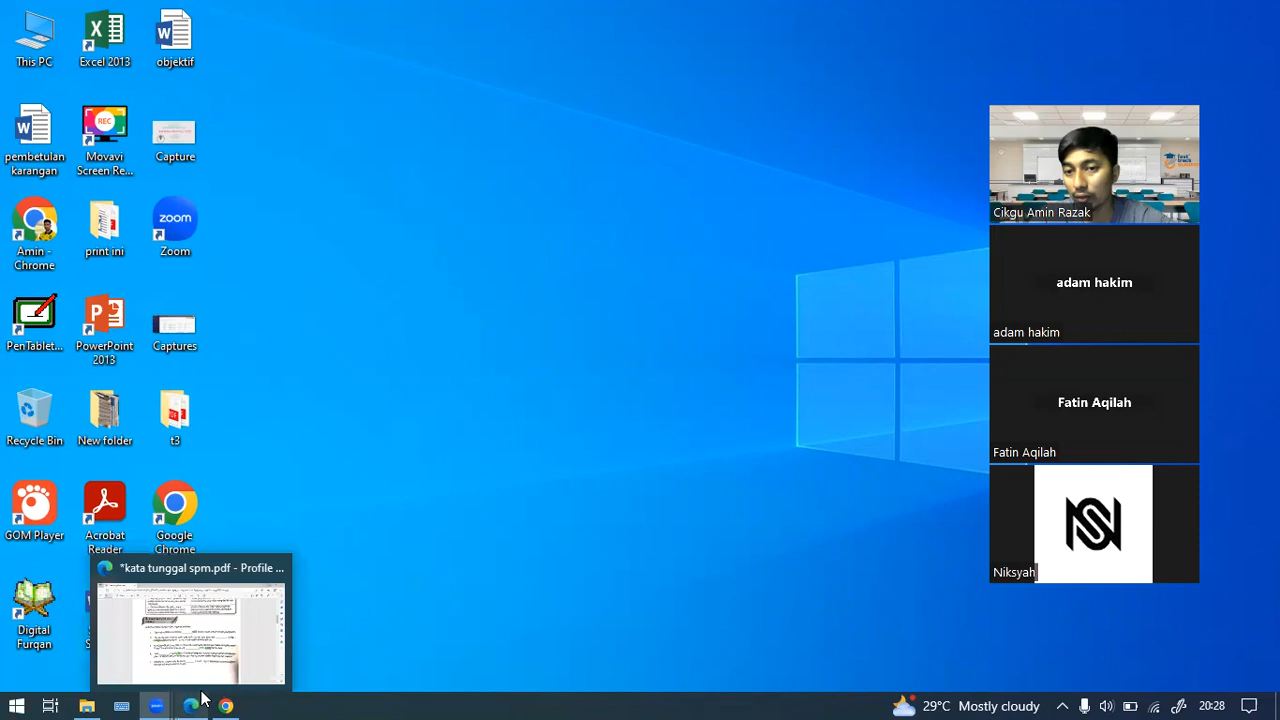 This PC
Excel 2013
objektif
pembetulan
karangan
REC
Movavi
Screen Re...
Capture
Amin -
Chrome
print ini
zoom
Zoom
PenTablet...
PowerPoint
2013
Captures
Recycle Bin
New folder
t3
GOM Player
Acrobat
Reader
Google
Chrome
Digital
Furqan
*kata tunggal spm.pdf - Profile ...
Cikgu Amin Razak
adam hakim
adam hakim
Fatin Aqilah
Fatin Aqilah
Niksyah
29°C Mostly cloudy
20:28